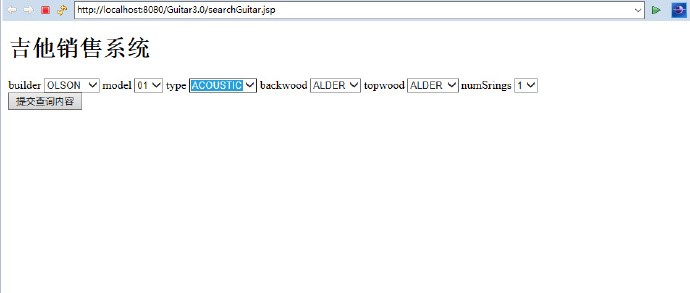 http://localhost:8080/Guitar3.0/searchGuitar.jsp
吉他销售系统
builder OLSON model 01 type ACOUSTIC backwood ALDER topwood ALDER numSrings 1
提交查询内容